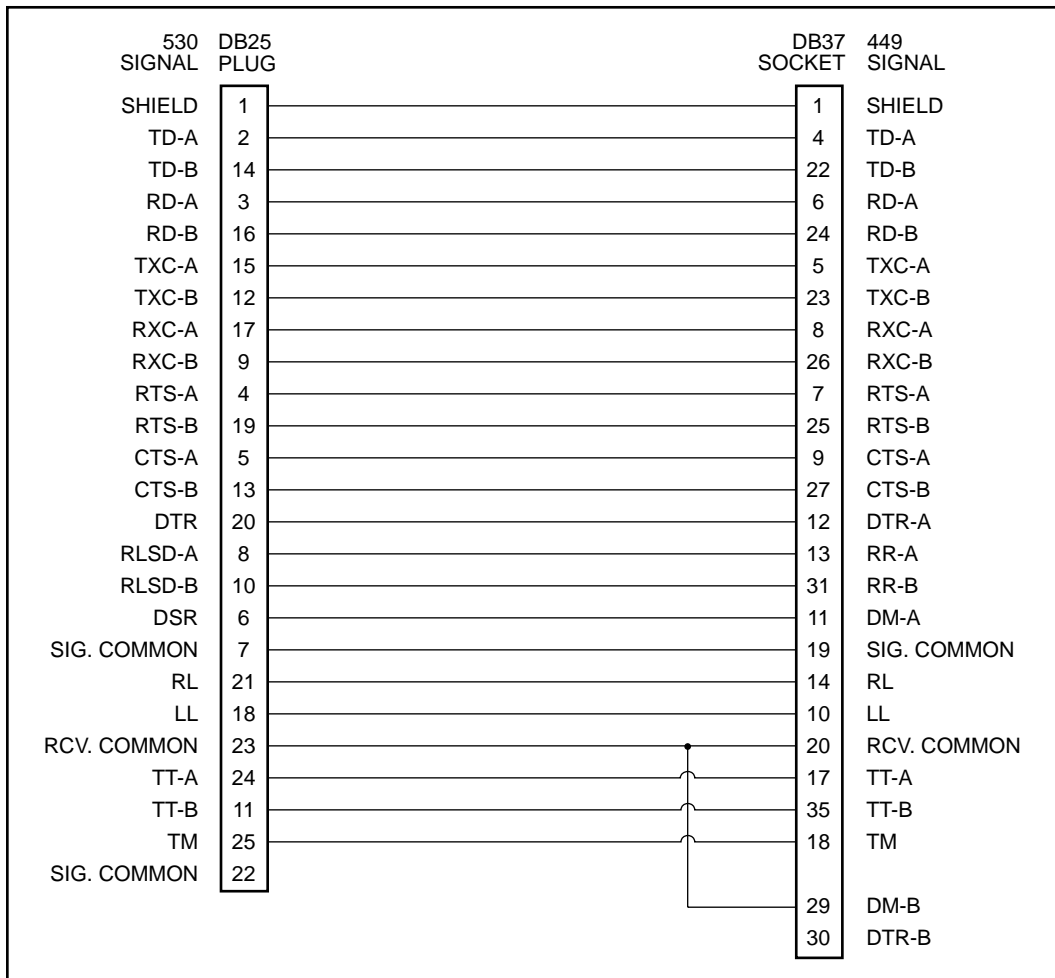 530 DB25 DB37 449
SIGNAL PLUG SOCKET SIGNAL
SHIELD 1 1 SHIELD
TD-A 2 4 TD-A
TD-B 14 22 TD-B
RD-A 3 6 RD-A
RD-B 16 24 RD-B
TXC-A 15 5 TXC-A
TXC-B 12 23 TXC-B
RXC-A 17 8 RXC-A
RXC-B 9 26 RXC-B
RTS-A 4 7 RTS-A
RTS-B 19 25 RTS-B
CTS-A 5 9 CTS-A
CTS-B 13 27 CTS-B
DTR 20 12 DTR-A
RLSD-A 8 13 RR-A
RLSD-B 10 31 RR-B
DSR 6 11 DM-A
SIG. COMMON 7 19 SIG. COMMON
RL 21 14 RL
LL 18 10 LL
RCV. COMMON 23 20 RCV. COMMON
TT-A 24 17 TT-A
TT-B 11 35 TT-B
TM 25 18 TM
SIG. COMMON 22
29 DM-B
30 DTR-B